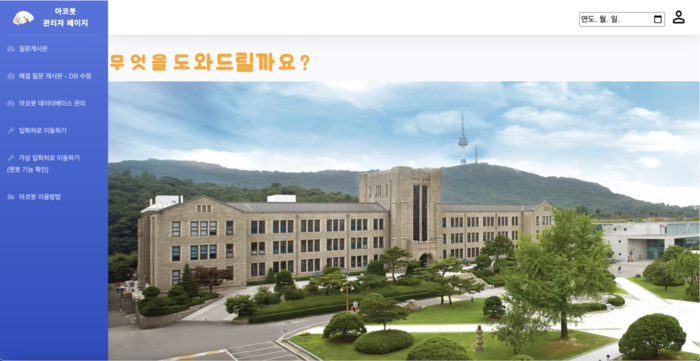 아코봇
관리자 페이지
연도. 월. 일.
질문게시판
무엇을 도와드릴까요?
해결 질문 게시판 - DB 수정
아코봇 데이터베이스 관리
입학처로 이동하기
가상 입학처로 이동하기
(챗봇 기능 확인)
아코봇 이용방법